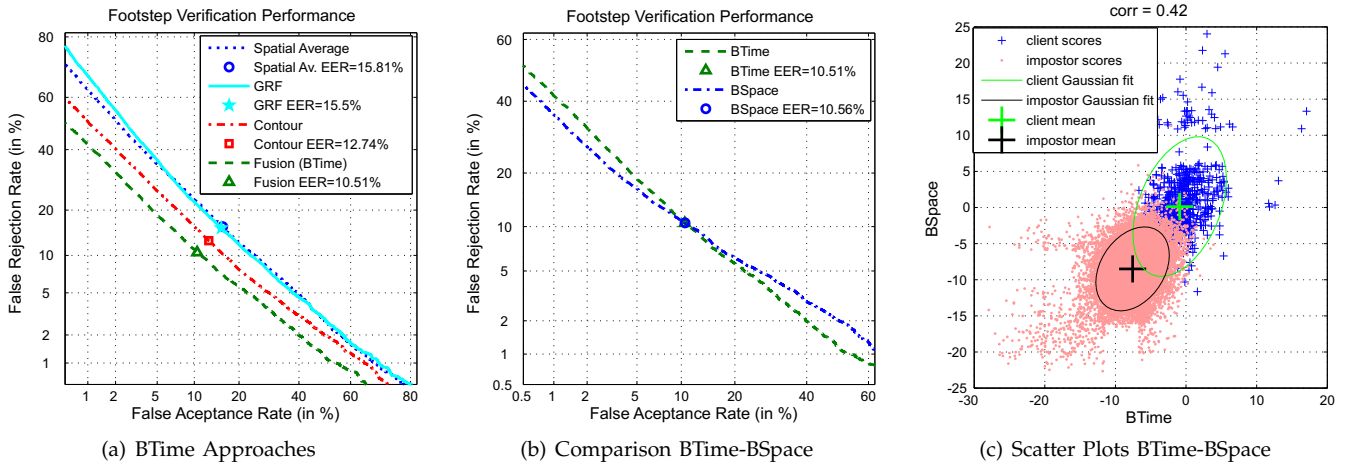 Footstep Verification Performance
80
60
40
20
10
5
2
1
1 2 5 10 20 40 60 80
False Rejection Rate (in %)
False Aceptance Rate (in %)
Spatial Average
Spatial Av. EER=15.81%
GRF
GRF EER=15.5%
Contour
Contour EER=12.74%
Fusion (BTime)
Fusion EER=10.51%
(a) BTime Approaches
Footstep Verification Performance
60
40
20
10
5
2
1
0.5
0.5 1 2 5 10 20 40 60
False Rejection Rate (in %)
False Aceptance Rate (in %)
BTime
BTime EER=10.51%
BSpace
BSpace EER=10.56%
(b) Comparison BTime-BSpace
corr = 0.42
25
20
15
10
5
0
-5
-10
-15
-20
-25
-30 -20 -10 0 10 20
BSpace
BTime
client scores
impostor scores
client Gaussian fit
impostor Gaussian fit
client mean
impostor mean
(c) Scatter Plots BTime-BSpace